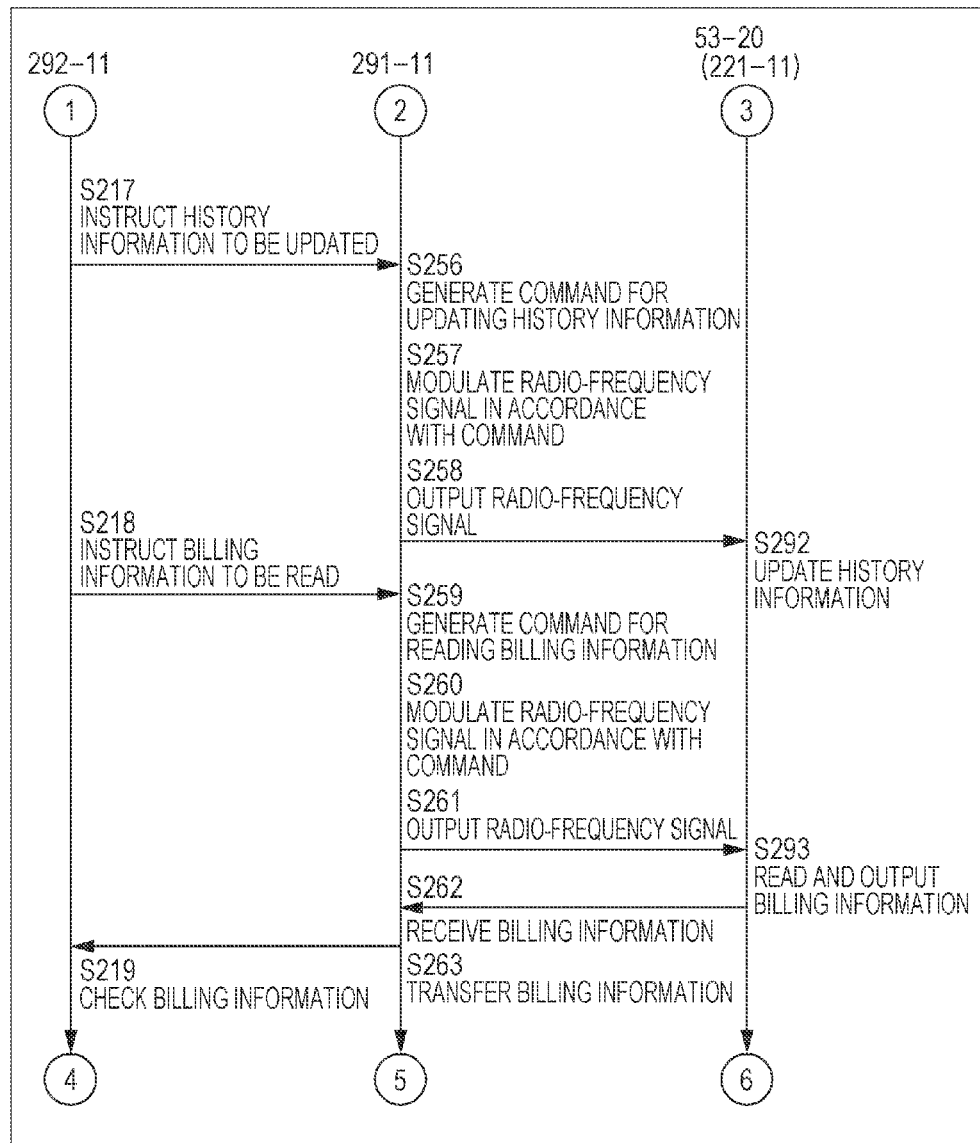 292-11
291-11
53-20
(221-11)
1
2
3
S217
INSTRUCT HISTORY
INFORMATION TO BE UPDATED
S256
GENERATE COMMAND FOR
UPDATING HISTORY INFORMATION
S257
MODULATE RADIO-FREQUENCY
SIGNAL IN ACCORDANCE
WITH COMMAND
S258
OUTPUT RADIO-FREQUENCY
SIGNAL
S292
UPDATE HISTORY
INFORMATION
S218
INSTRUCT BILLING
INFORMATION TO BE READ
S259
GENERATE COMMAND FOR
READING BILLING INFORMATION
S260
MODULATE RADIO-FREQUENCY
SIGNAL IN ACCORDANCE WITH
COMMAND
S261
OUTPUT RADIO-FREQUENCY SIGNAL
S293
READ AND OUTPUT
BILLING INFORMATION
S262
RECEIVE BILLING INFORMATION
S263
TRANSFER BILLING INFORMATION
S219
CHECK BILLING INFORMATION
4
5
6